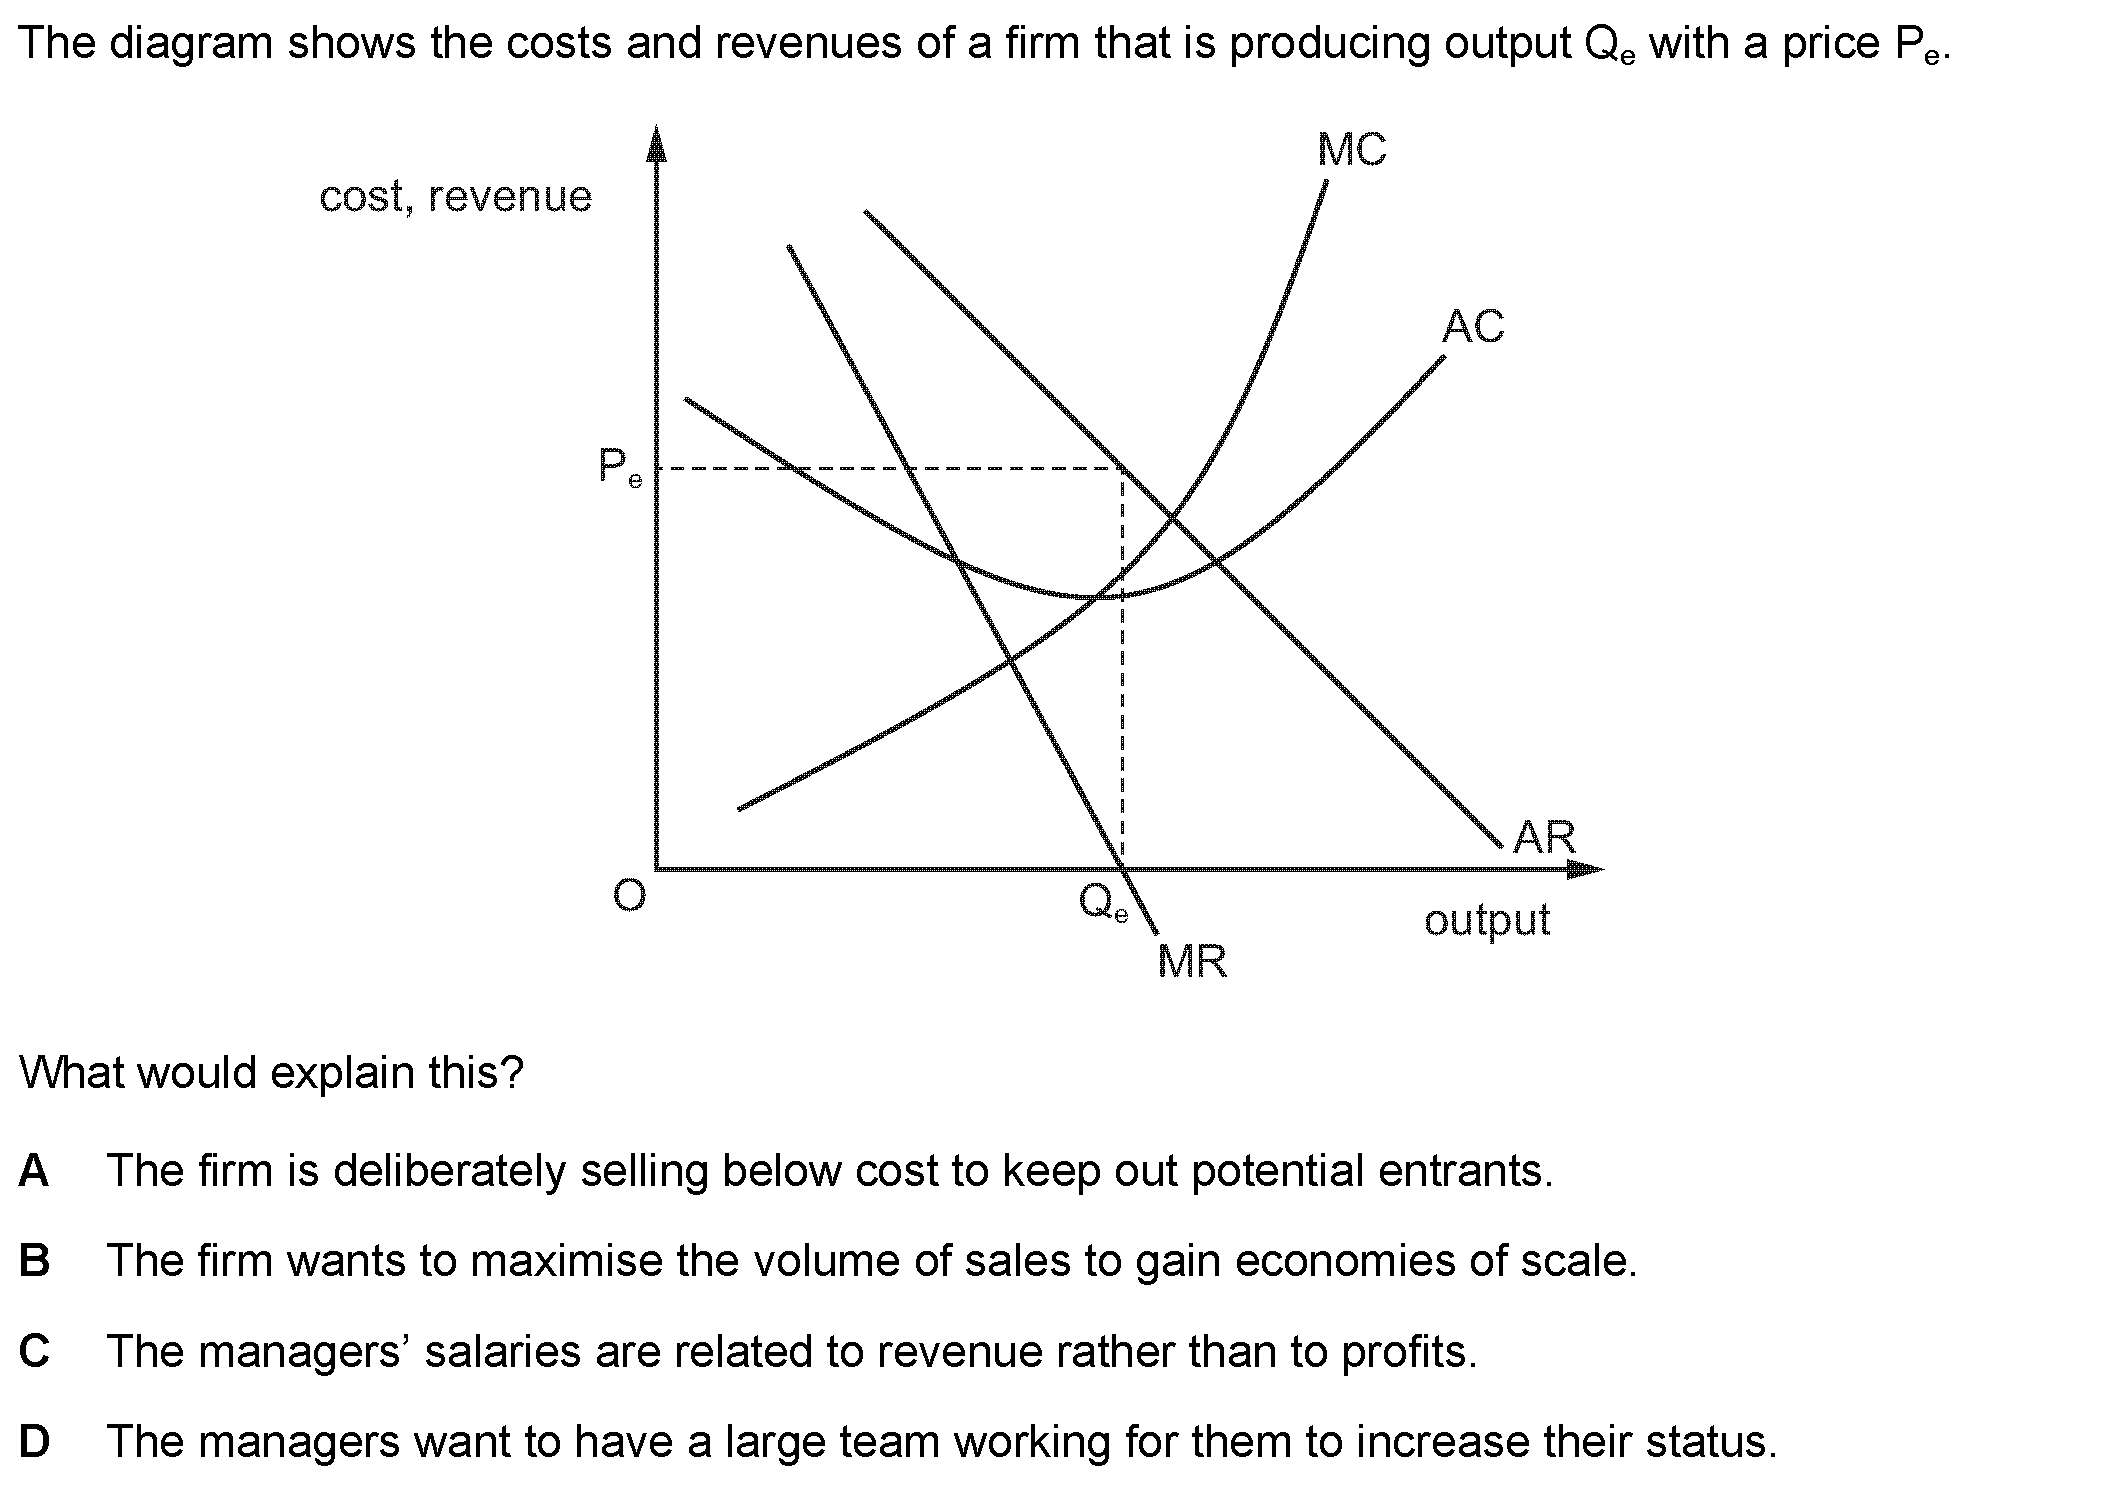 The diagram shows the costs and revenues of a firm that is producing output Qe with a price Pe.
MC
cost, revenue
AC
Pe
AR
O
Qe
output
MR
What would explain this?
A The firm is deliberately selling below cost to keep out potential entrants.
B The firm wants to maximise the volume of sales to gain economies of scale.
C The managers’ salaries are related to revenue rather than to profits.
D The managers want to have a large team working for them to increase their status.